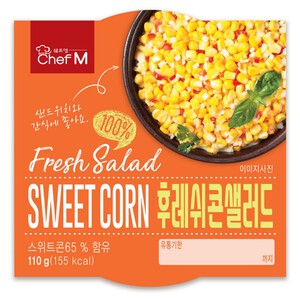 쉐프엠
Chef M
샌드위치와
간식에 좋아요.
100%
Fresh Salad
이미지사진
SWEET CORN 후레쉬콘샐러드
스위트콘65 % 함유
110 g (155 kcal)
유통기한
까지